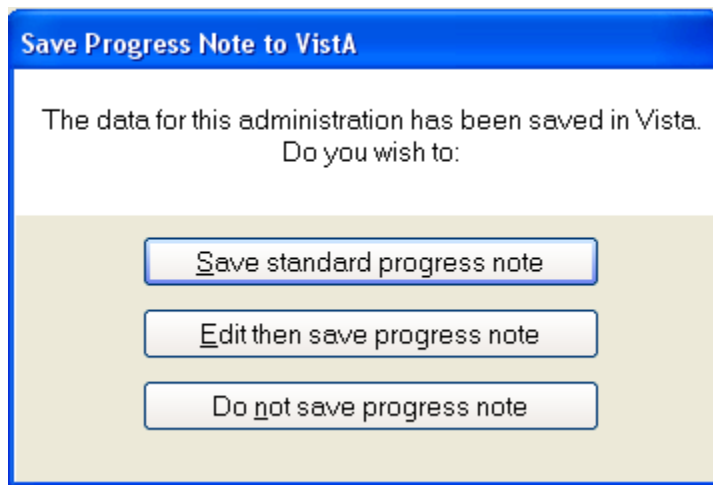 Save Progress Note to VistA
The data for this administration has been saved in Vista.
Do you wish to:
Save standard progress note
Edit then save progress note
Do not save progress note